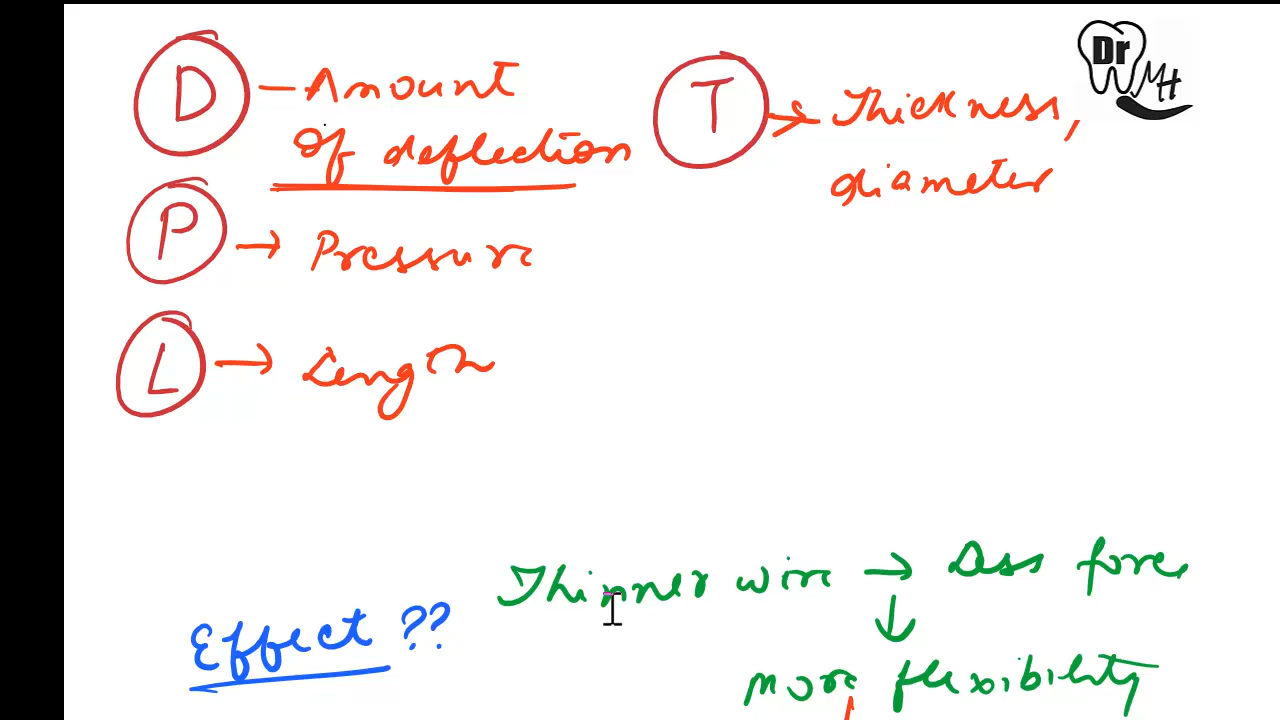 D – Amount
of deflection
P → Pressure
L → Length
T → Thickness,
diameter
Dr
MH
Thinner wire → Less force
↓
more flexibility
Effect ??